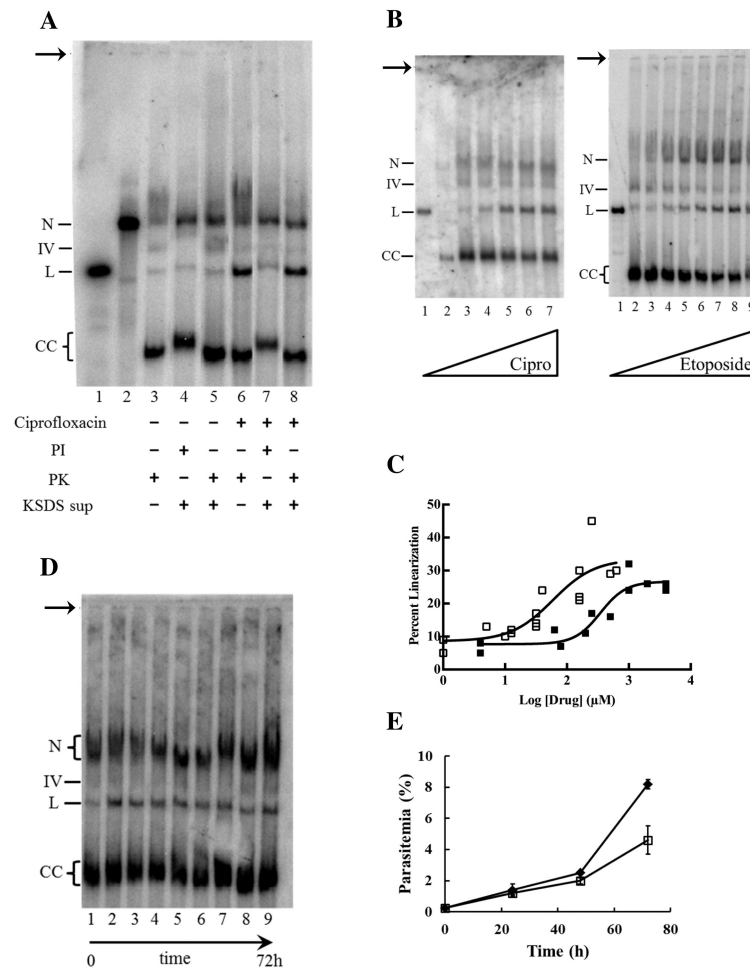 A
N
IV
L
CC
1 2 3 4 5 6 7 8
Ciprofloxacin – – – + + +
PI – + – – + –
PK + – + + – +
KSDS sup – + + – + +
B
N
IV
L
CC
1 2 3 4 5 6 7
Cipro
N
IV
L
CC
1 2 3 4 5 6 7 8 9
Etoposide
C
Percent Linearization
50
40
30
20
10
0
0 1 2 3 4
Log [Drug] (µM)
D
N
IV
L
CC
1 2 3 4 5 6 7 8 9
0 time 72h
E
Parasitemia (%)
10
8
6
4
2
0
0 20 40 60 80
Time (h)